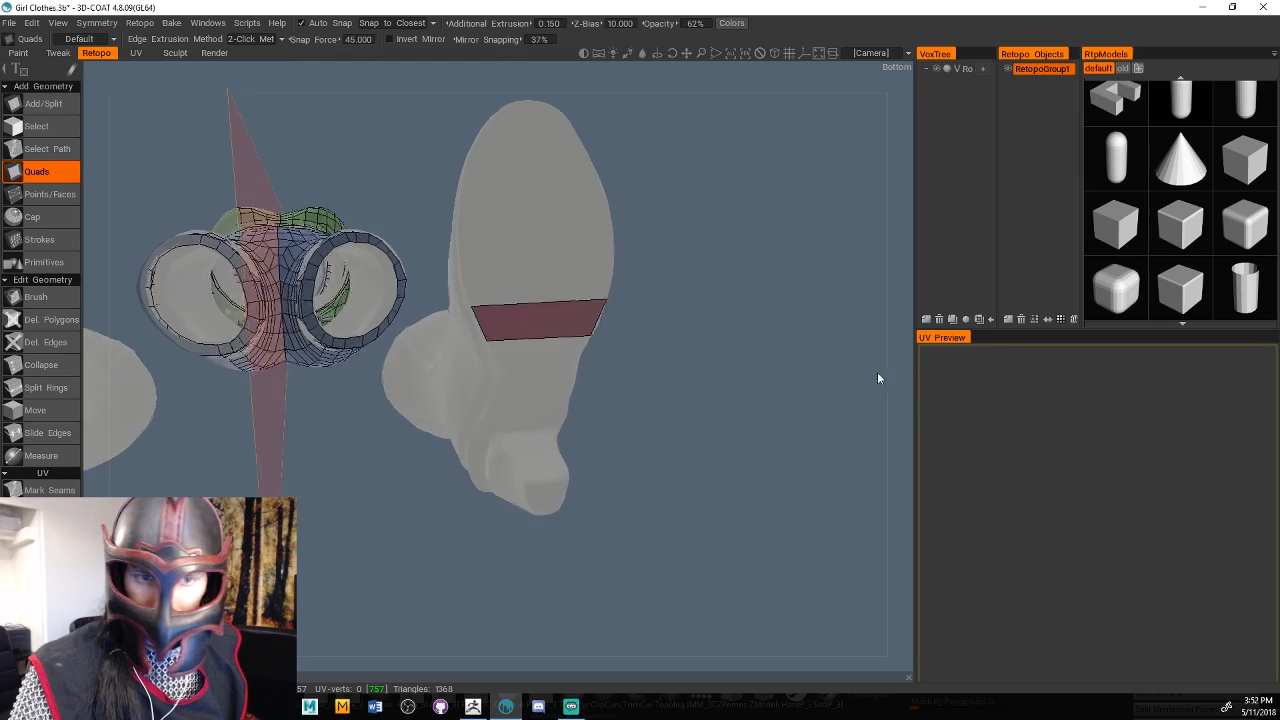 Girl Clothes.3b* - 3D-COAT 4.8.09(GL64)
File Edit View Symmetry Retopo Bake Windows Scripts Help Auto Snap Snap to Closest Additional Extrusion 0.150 Z-Bias 10.000 Opacity 62% Colors
Quads Default Edge Extrusion Method 2-Click Met Snap Force 45.000 Invert Mirror Mirror Snapping 37%
Paint Tweak Retopo UV Sculpt Render [Camera] VoxTree Retopo Objects RtpModels
Bottom V Ro + RetopoGroup1 default old
Add Geometry
Add/Split
Select
Select Path
Quads
Points/Faces
Cap
Strokes
Primitives
Edit Geometry
Brush
Del. Polygons
Del. Edges
Collapse
Split Rings
Move
Slide Edges
Measure
UV
Mark Seams
UV Preview
57 UV-verts: 0 [757] Triangles: 1368
3:52 PM
5/11/2018